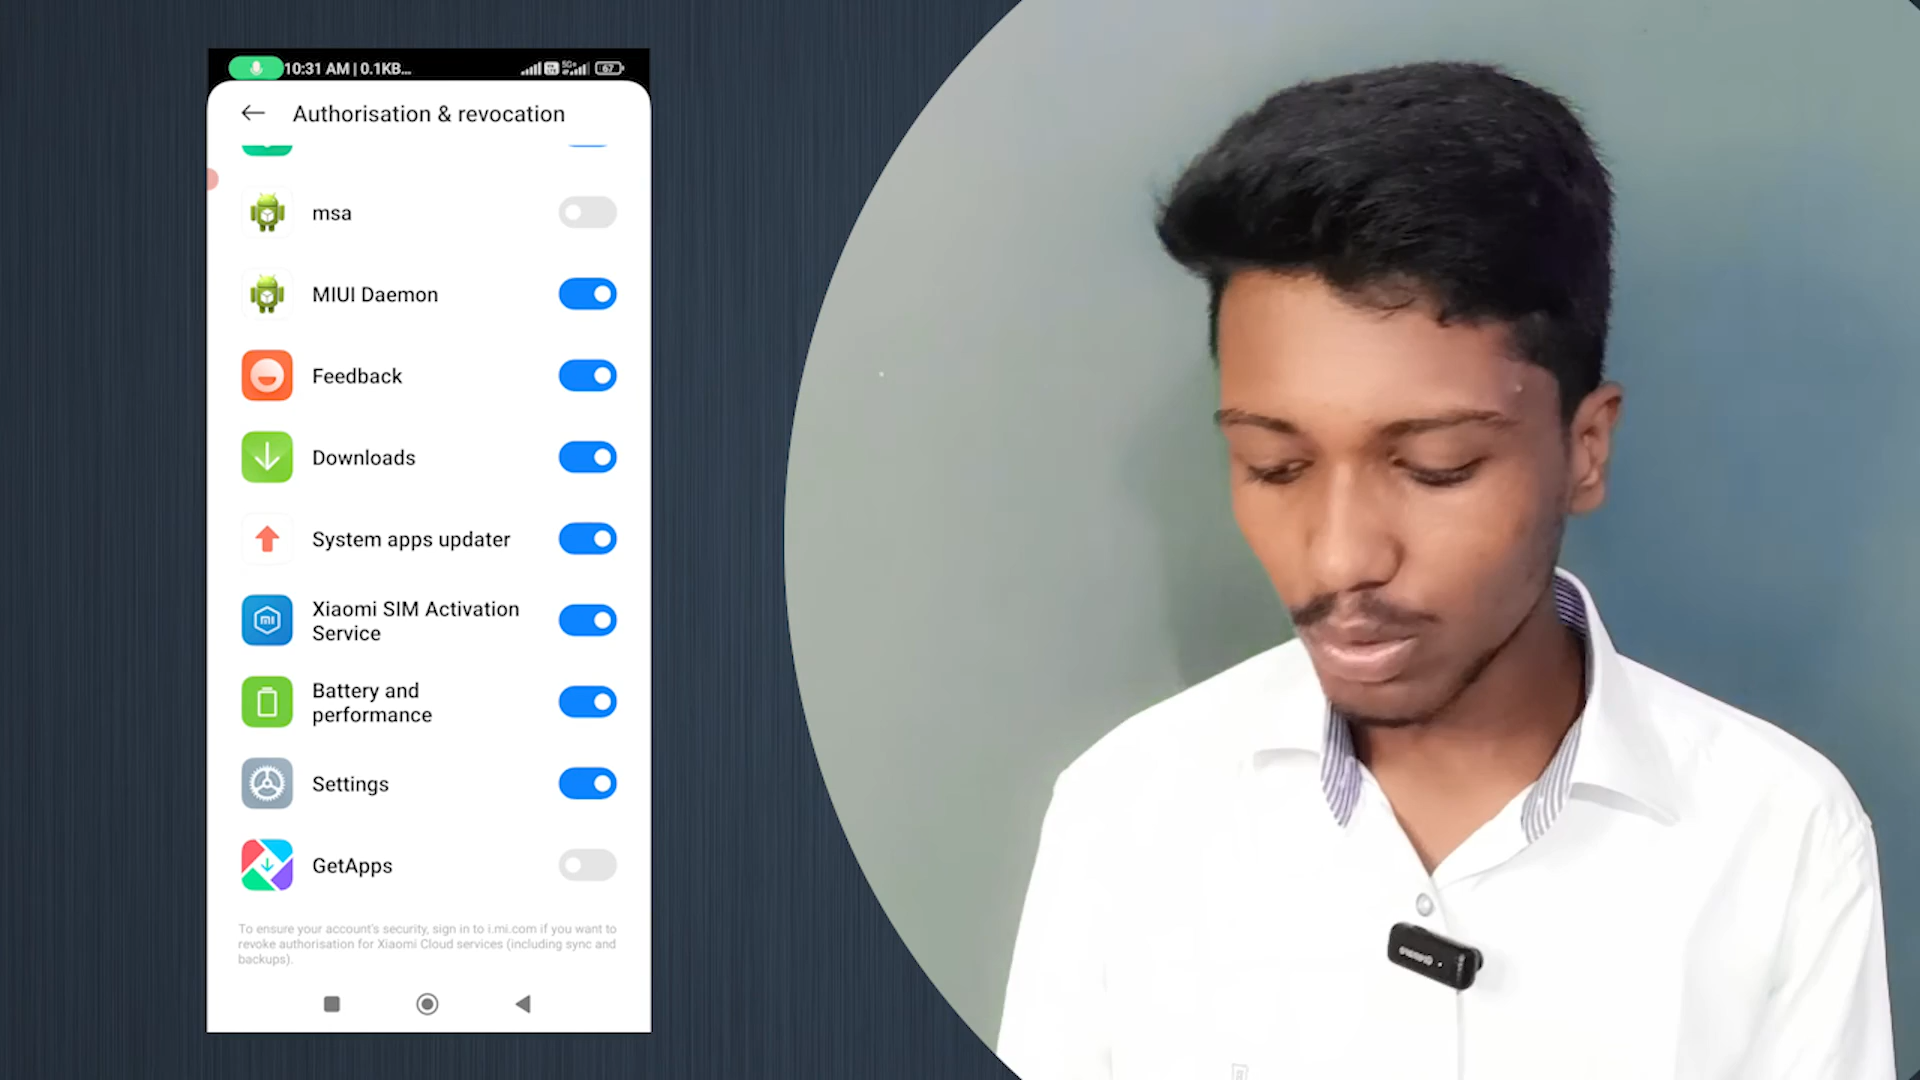 10:31 AM | 0.1KB...
5G+
67
Authorisation & revocation
msa
MIUI Daemon
Feedback
Downloads
System apps updater
Xiaomi SIM Activation
Service
Battery and
performance
Settings
GetApps
To ensure your account's security, sign in to i.mi.com if you want to
revoke authorisation for Xiaomi Cloud services (including sync and
backups).